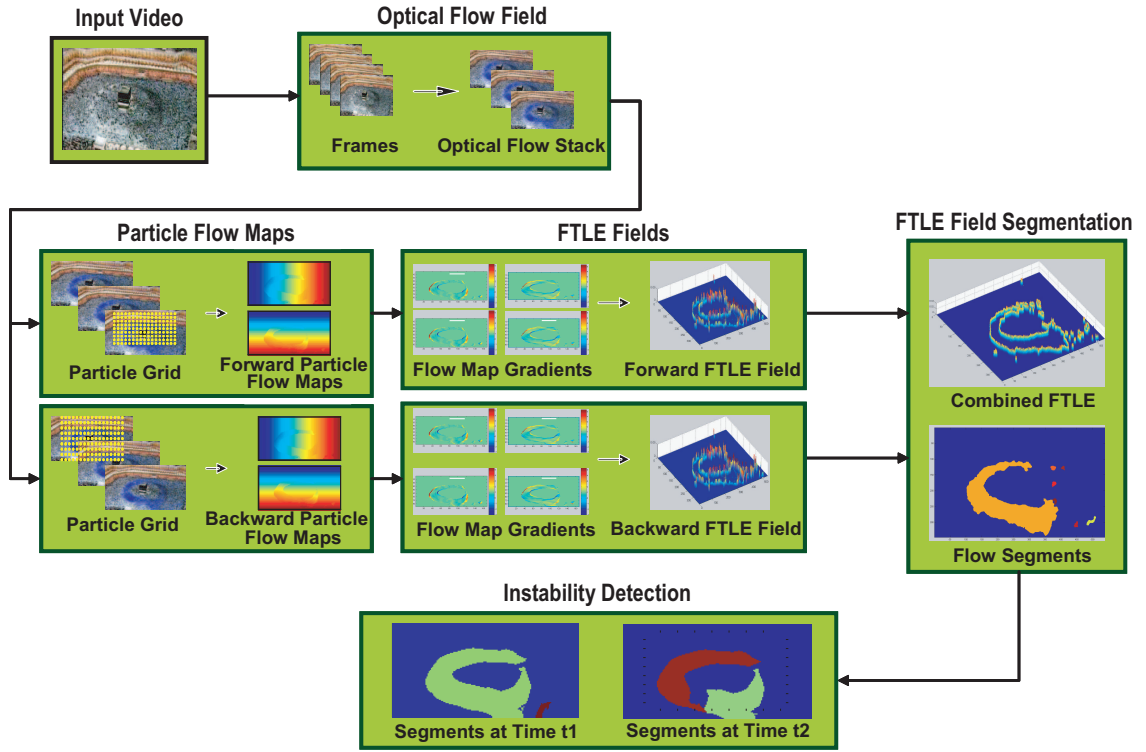 Input Video
Optical Flow Field
Frames
Optical Flow Stack
Particle Flow Maps
FTLE Fields
FTLE Field Segmentation
Particle Grid
Forward Particle
Flow Maps
Flow Map Gradients
Forward FTLE Field
Combined FTLE
Particle Grid
Backward Particle
Flow Maps
Flow Map Gradients
Backward FTLE Field
Flow Segments
Instability Detection
Segments at Time t1
Segments at Time t2